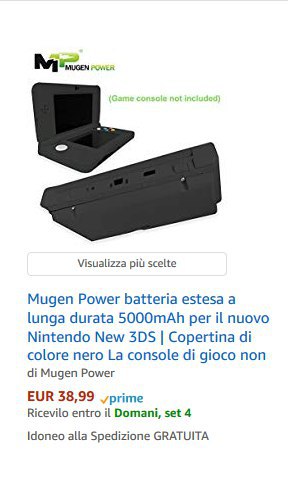 MP MUGEN POWER
(Game console not included)
Visualizza più scelte
Mugen Power batteria estesa a
lunga durata 5000mAh per il nuovo
Nintendo New 3DS | Copertina di
colore nero La console di gioco non
di Mugen Power
EUR 38,99 prime
Ricevilo entro il Domani, set 4
Idoneo alla Spedizione GRATUITA